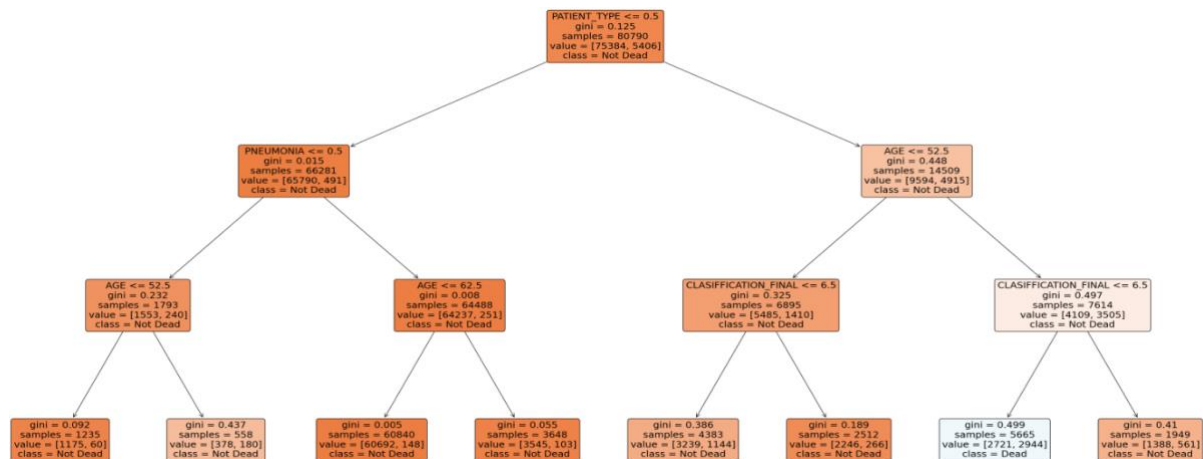 PATIENT_TYPE <= 0.5
gini = 0.125
samples = 80790
value = [75384, 5406]
class = Not Dead
PNEUMONIA <= 0.5
gini = 0.015
samples = 66281
value = [65790, 491]
class = Not Dead
AGE <= 52.5
gini = 0.448
samples = 14509
value = [9594, 4915]
class = Not Dead
AGE <= 52.5
gini = 0.232
samples = 1793
value = [1553, 240]
class = Not Dead
AGE <= 62.5
gini = 0.008
samples = 64488
value = [64237, 251]
class = Not Dead
CLASIFFICATION_FINAL <= 6.5
gini = 0.325
samples = 6895
value = [5485, 1410]
class = Not Dead
CLASIFFICATION_FINAL <= 6.5
gini = 0.497
samples = 7614
value = [4109, 3505]
class = Not Dead
gini = 0.092
samples = 1235
value = [1175, 60]
class = Not Dead
gini = 0.437
samples = 558
value = [378, 180]
class = Not Dead
gini = 0.005
samples = 60840
value = [60692, 148]
class = Not Dead
gini = 0.055
samples = 3648
value = [3545, 103]
class = Not Dead
gini = 0.386
samples = 4383
value = [3239, 1144]
class = Not Dead
gini = 0.189
samples = 2512
value = [2246, 266]
class = Not Dead
gini = 0.499
samples = 5665
value = [2721, 2944]
class = Dead
gini = 0.41
samples = 1949
value = [1388, 561]
class = Not Dead